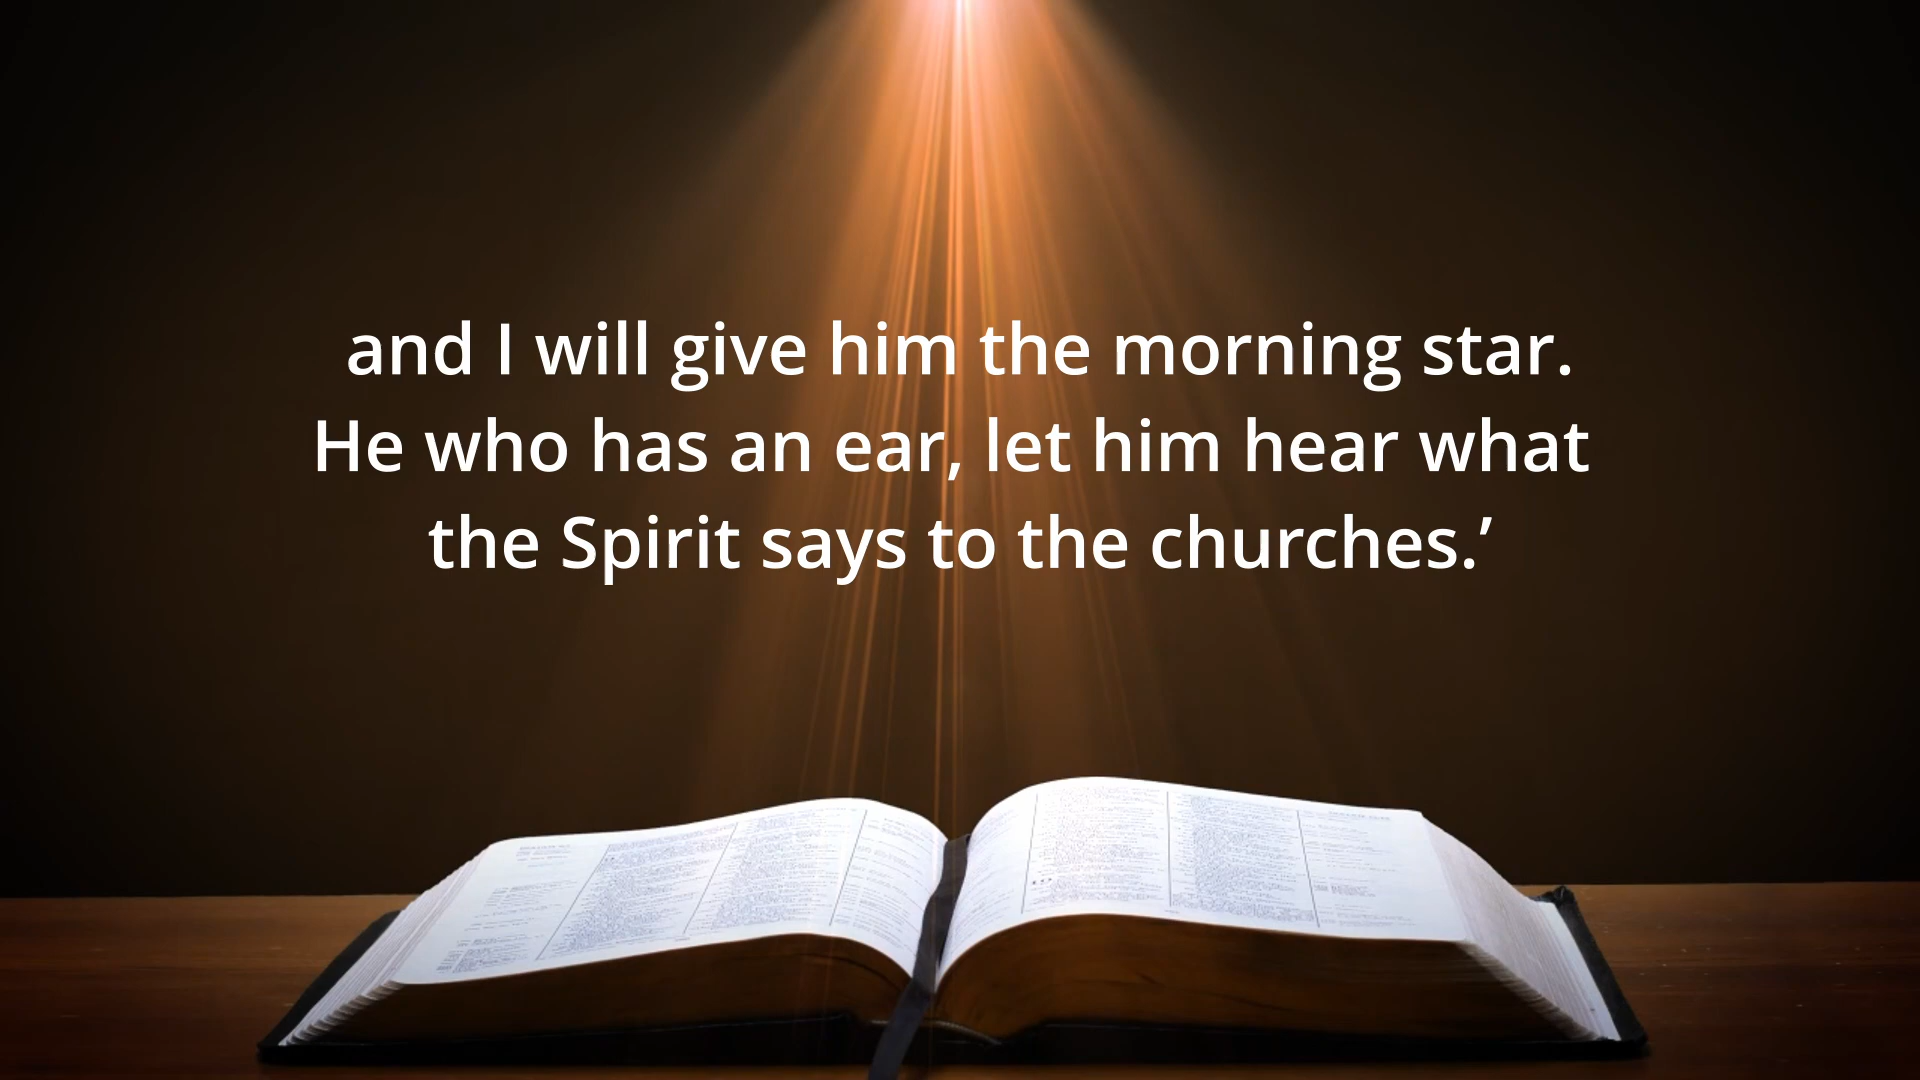 and I will give him the morning star.
He who has an ear, let him hear what
the Spirit says to the churches.’